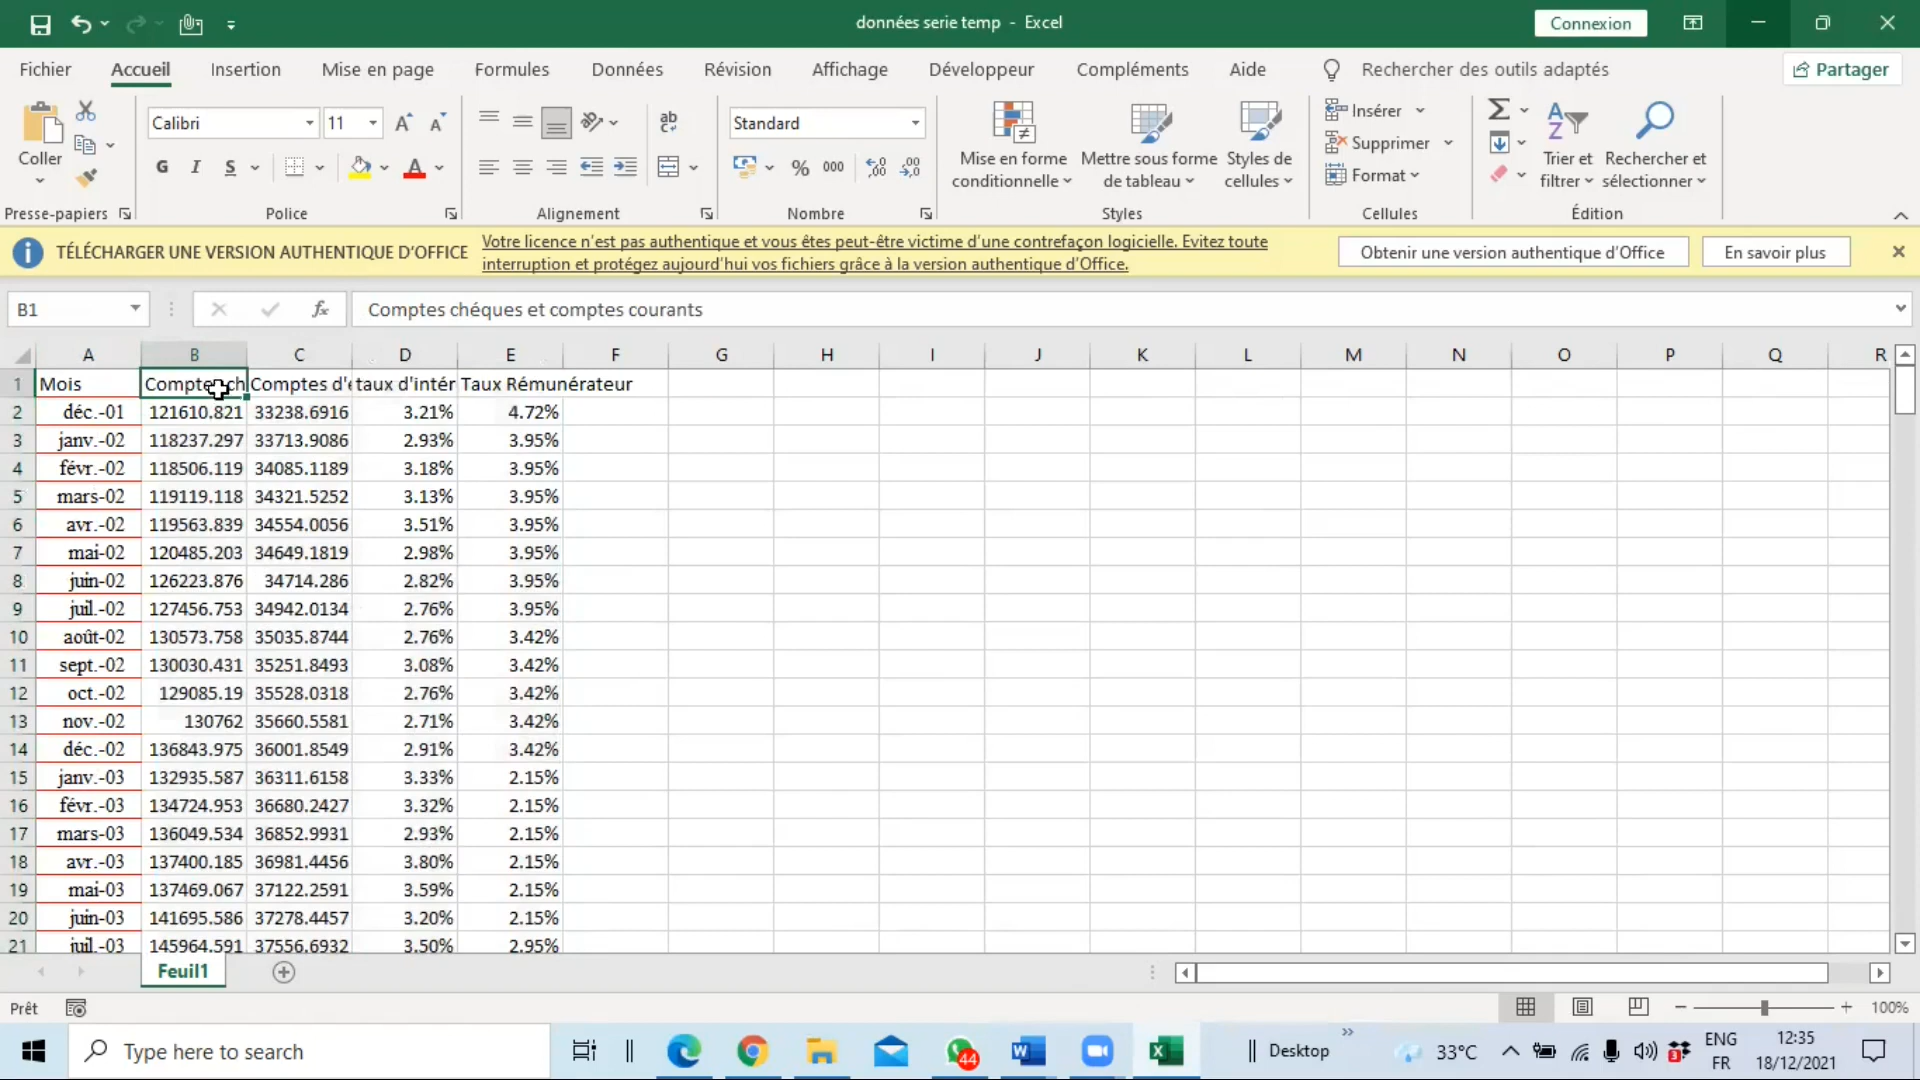 données serie temp - Excel
Connexion
Fichier Accueil Insertion Mise en page Formules Données Révision Affichage Développeur Compléments Aide Rechercher des outils adaptés Partager
Coller
Calibri 11
G I S
Standard
% 000
Mise en forme conditionnelle
Mettre sous forme de tableau
Styles de cellules
Insérer
Supprimer
Format
Trier et filtrer
Rechercher et sélectionner
Presse-papiers Police Alignement Nombre Styles Cellules Édition
TÉLÉCHARGER UNE VERSION AUTHENTIQUE D'OFFICE
Votre licence n'est pas authentique et vous êtes peut-être victime d'une contrefaçon logicielle. Evitez toute
interruption et protégez aujourd'hui vos fichiers grâce à la version authentique d'Office.
Obtenir une version authentique d'Office
En savoir plus
B1 fx Comptes chéques et comptes courants
A B C D E F G H I J K L M N O P Q R
1 Mois Comptes ch Comptes d'é taux d'intér Taux Rémunérateur
2 déc.-01 121610.821 33238.6916 3.21% 4.72%
3 janv.-02 118237.297 33713.9086 2.93% 3.95%
4 févr.-02 118506.119 34085.1189 3.18% 3.95%
5 mars-02 119119.118 34321.5252 3.13% 3.95%
6 avr.-02 119563.839 34554.0056 3.51% 3.95%
7 mai-02 120485.203 34649.1819 2.98% 3.95%
8 juin-02 126223.876 34714.286 2.82% 3.95%
9 juil.-02 127456.753 34942.0134 2.76% 3.95%
10 août-02 130573.758 35035.8744 2.76% 3.42%
11 sept.-02 130030.431 35251.8493 3.08% 3.42%
12 oct.-02 129085.19 35528.0318 2.76% 3.42%
13 nov.-02 130762 35660.5581 2.71% 3.42%
14 déc.-02 136843.975 36001.8549 2.91% 3.42%
15 janv.-03 132935.587 36311.6158 3.33% 2.15%
16 févr.-03 134724.953 36680.2427 3.32% 2.15%
17 mars-03 136049.534 36852.9931 2.93% 2.15%
18 avr.-03 137400.185 36981.4456 3.80% 2.15%
19 mai-03 137469.067 37122.2591 3.59% 2.15%
20 juin-03 141695.586 37278.4457 3.20% 2.15%
21 juil.-03 145964.591 37556.6932 3.50% 2.95%
Feuil1
Prêt
100%
Type here to search
44
Desktop
33°C
3
ENG
FR
12:35
18/12/2021